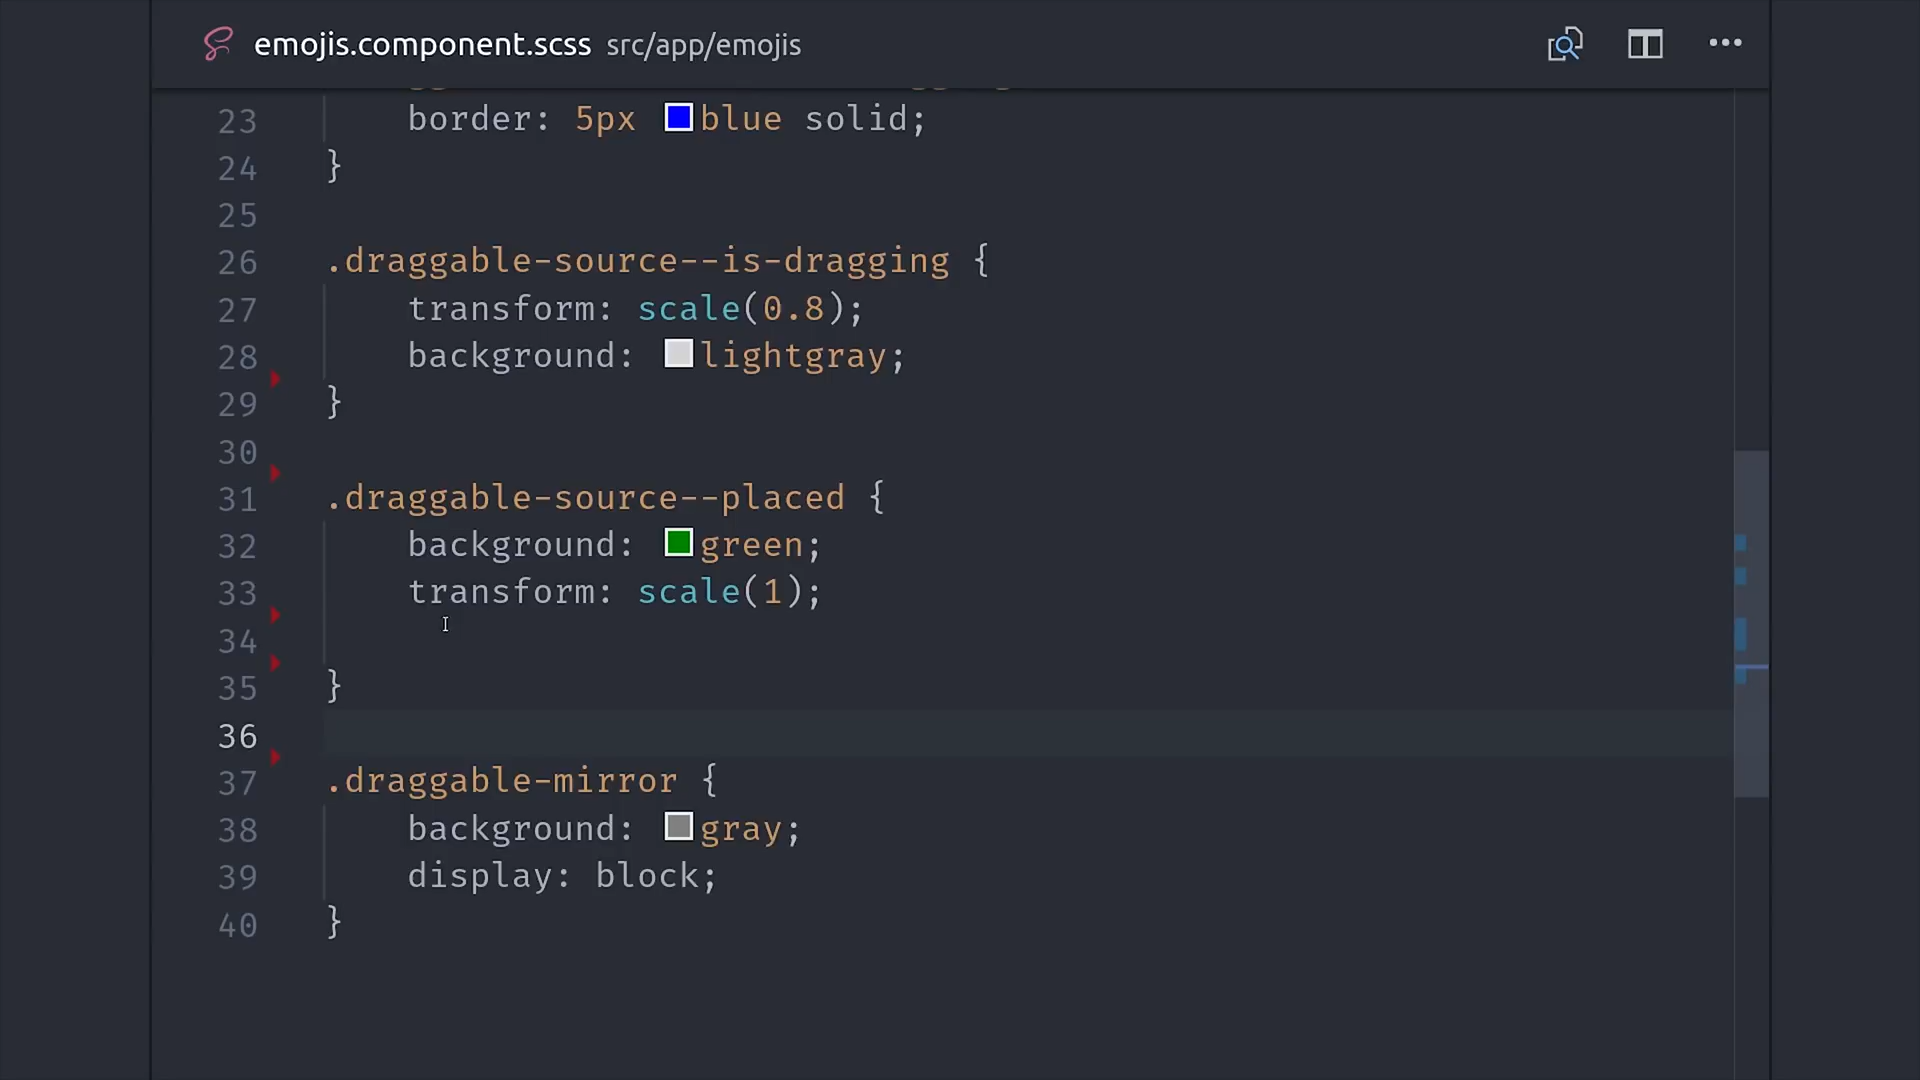 emojis.component.scss src/app/emojis
23 border: 5px blue solid;
24 }
25
26 .draggable-source--is-dragging {
27 transform: scale(0.8);
28 background: lightgray;
29 }
30
31 .draggable-source--placed {
32 background: green;
33 transform: scale(1);
34
35 }
36
37 .draggable-mirror {
38 background: gray;
39 display: block;
40 }